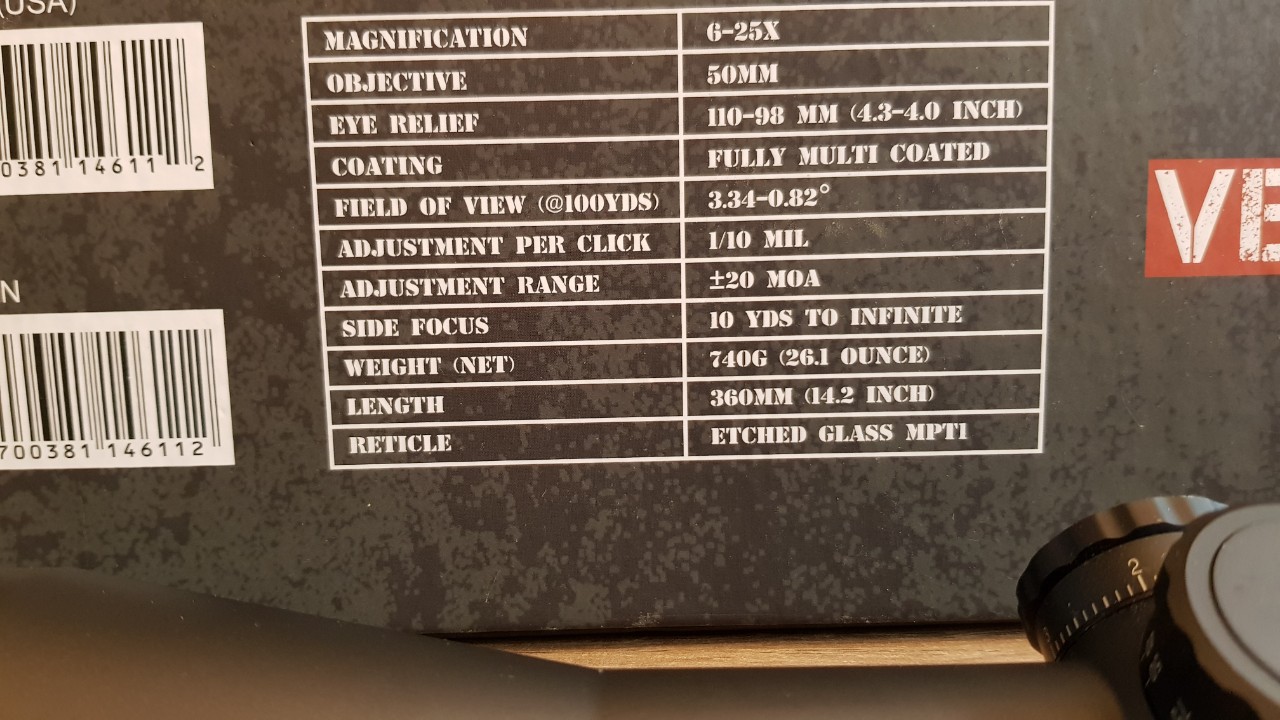 (USA)
0381 14611 2
N
700381 146112
MAGNIFICATION 6-25X
OBJECTIVE 50MM
EYE RELIEF 110-98 MM (4.3-4.0 INCH)
COATING FULLY MULTI COATED
FIELD OF VIEW (@100YDS) 3.34-0.82°
ADJUSTMENT PER CLICK 1/10 MIL
ADJUSTMENT RANGE ±20 MOA
SIDE FOCUS 10 YDS TO INFINITE
WEIGHT (NET) 740G (26.1 OUNCE)
LENGTH 360MM (14.2 INCH)
RETICLE ETCHED GLASS MPT1
VE
2